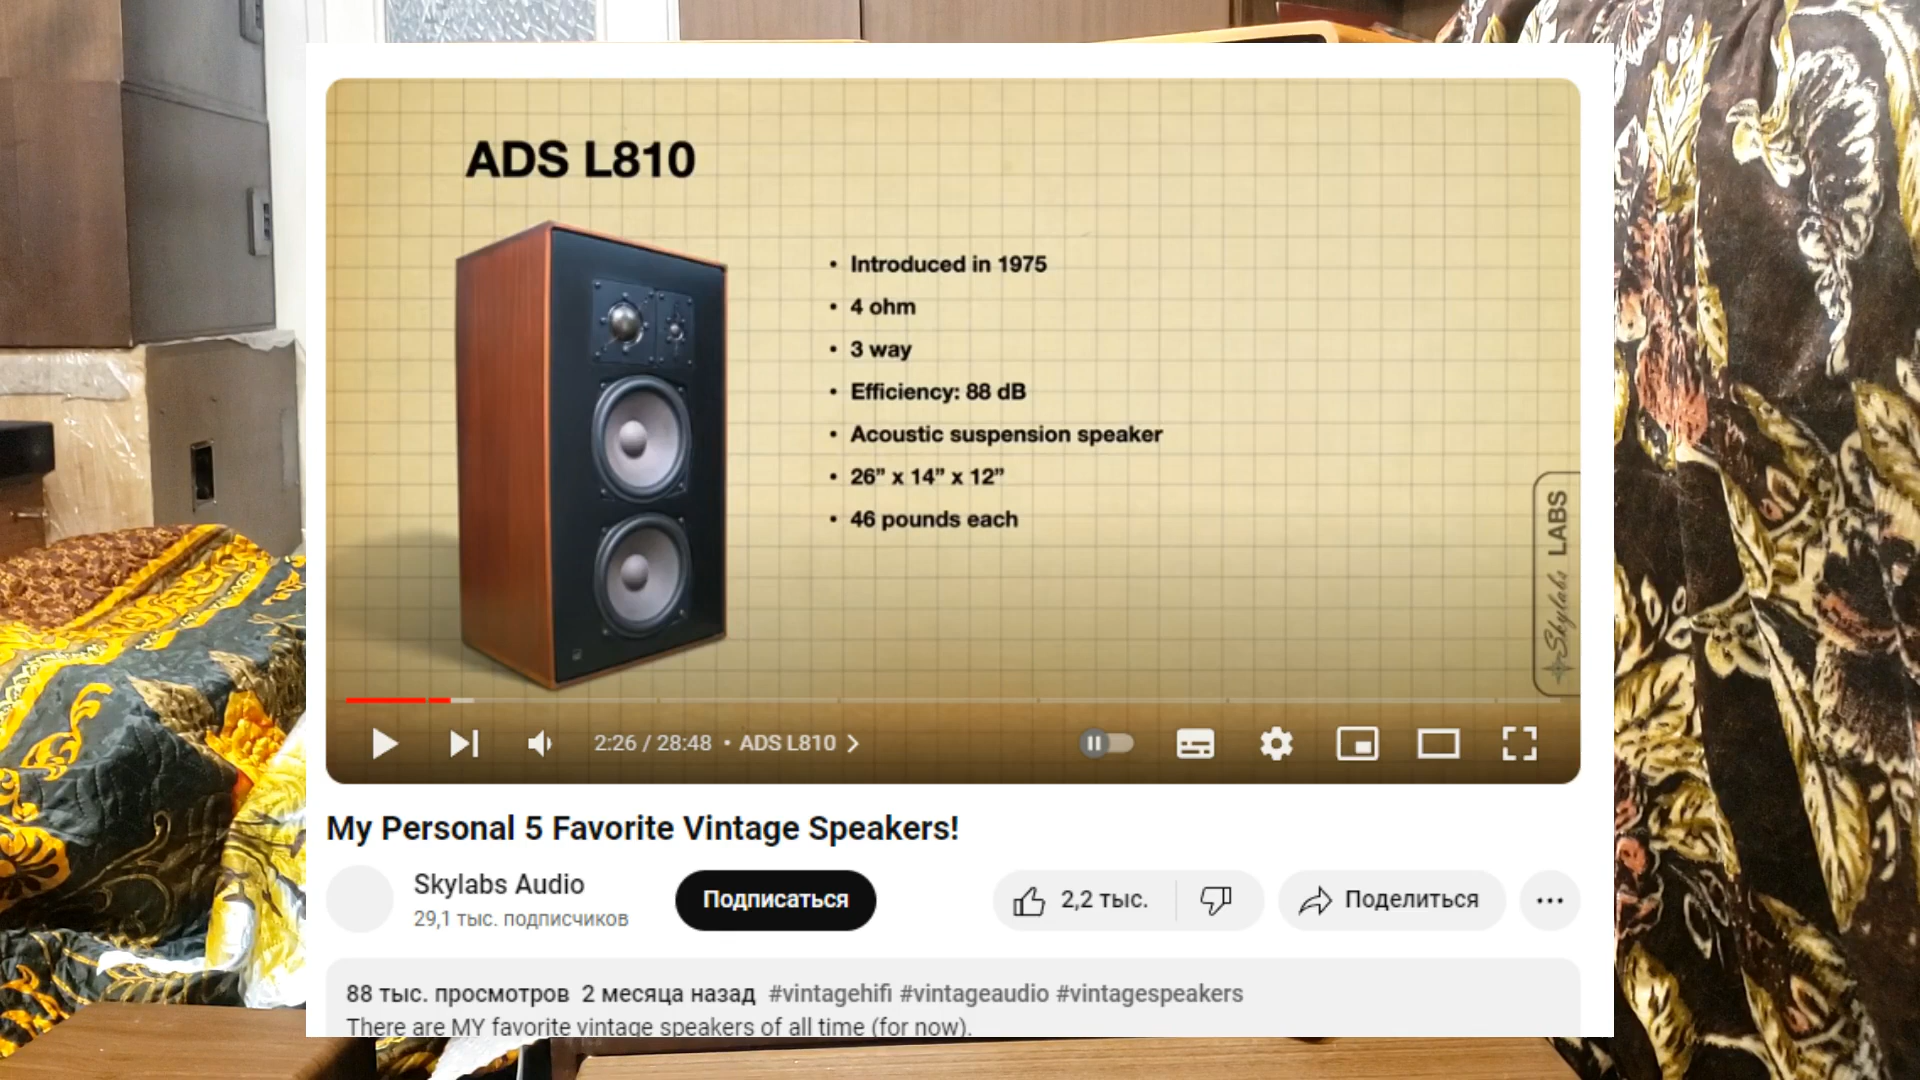 ADS L810
• Introduced in 1975
• 4 ohm
• 3 way
• Efficiency: 88 dB
• Acoustic suspension speaker
• 26” x 14” x 12”
• 46 pounds each
Skylabs LABS
2:26 / 28:48 • ADS L810
My Personal 5 Favorite Vintage Speakers!
Skylabs Audio
29,1 тыс. подписчиков
Подписаться
2,2 тыс.
Поделиться
88 тыс. просмотров 2 месяца назад #vintagehifi #vintageaudio #vintagespeakers
There are MY favorite vintage speakers of all time (for now).